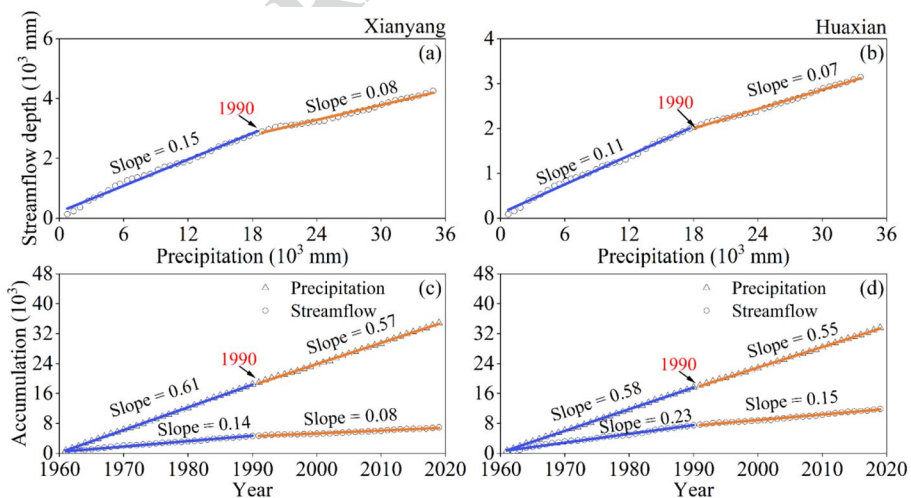 Xianyang
Huaxian
Streamflow depth (10³ mm)
6
4
2
0
(a)
1990
Slope = 0.15
Slope = 0.08
0 6 12 18 24 30 36
Precipitation (10³ mm)
4
3
2
1
0
(b)
1990
Slope = 0.11
Slope = 0.07
0 6 12 18 24 30 36
Precipitation (10³ mm)
Accumulation (10³)
48
40
32
24
16
8
0
Precipitation
Streamflow
(c)
1990
Slope = 0.61
Slope = 0.57
Slope = 0.14
Slope = 0.08
1960 1970 1980 1990 2000 2010 2020
Year
48
40
32
24
16
8
0
Precipitation
Streamflow
(d)
1990
Slope = 0.58
Slope = 0.55
Slope = 0.23
Slope = 0.15
1960 1970 1980 1990 2000 2010 2020
Year